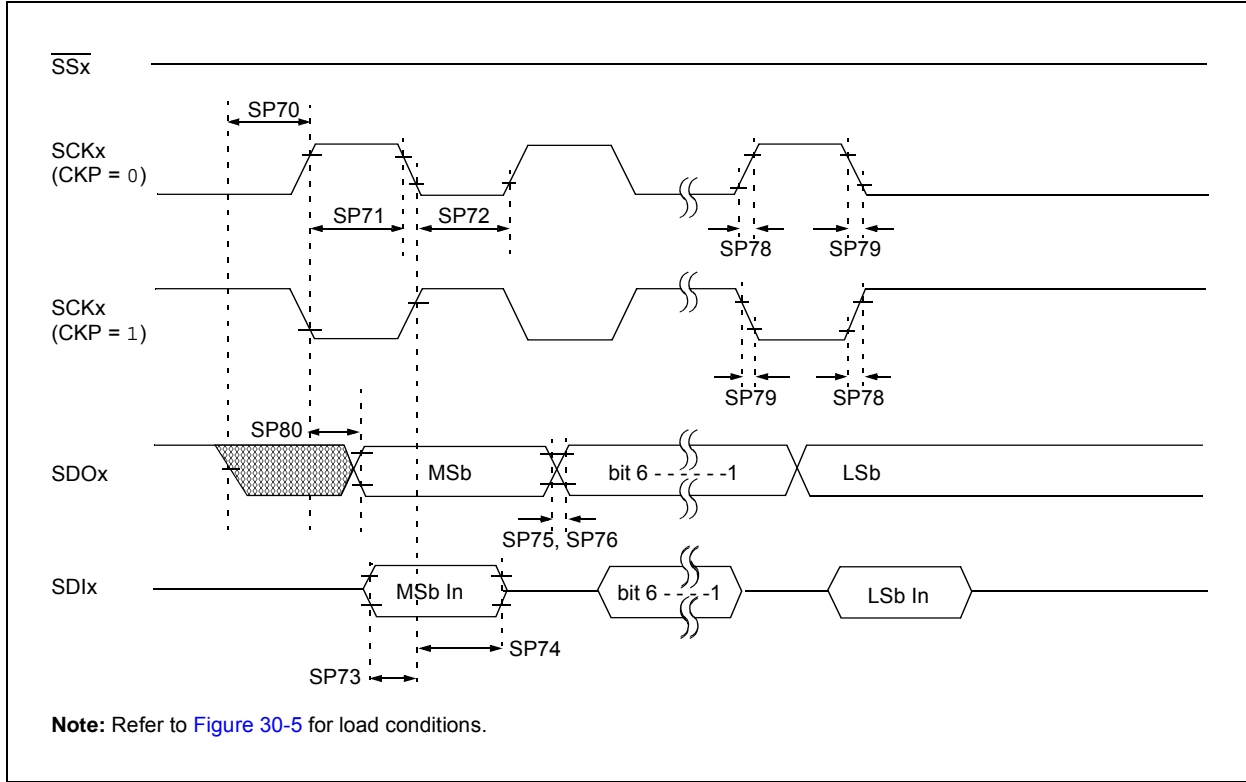 SSx
SP70
SCKx
(CKP = 0)
SP71
SP72
SP78
SP79
SCKx
(CKP = 1)
SP79
SP78
SP80
SDOx
MSb
bit 6 - - - - - -1
LSb
SP75, SP76
SDIx
MSb In
bit 6 - - - -1
LSb In
SP74
SP73
Note: Refer to Figure 30-5 for load conditions.